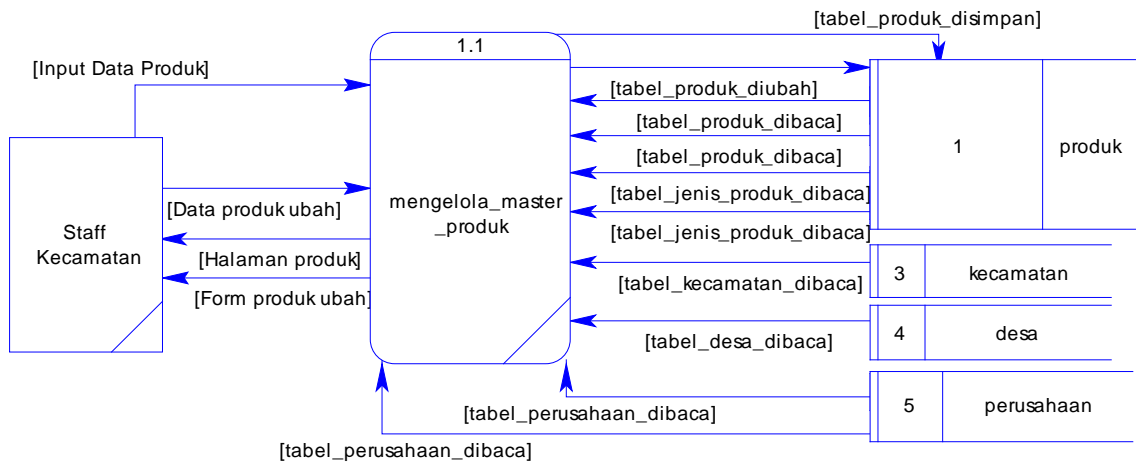 [tabel_produk_disimpan]
1.1
[Input Data Produk]
[tabel_produk_diubah]
[tabel_produk_dibaca]
1
produk
[tabel_produk_dibaca]
mengelola_master
_produk
[tabel_jenis_produk_dibaca]
[Data produk ubah]
Staff
Kecamatan
[tabel_jenis_produk_dibaca]
[Halaman produk]
3
kecamatan
[tabel_kecamatan_dibaca]
[Form produk ubah]
4
desa
[tabel_desa_dibaca]
5
perusahaan
[tabel_perusahaan_dibaca]
[tabel_perusahaan_dibaca]